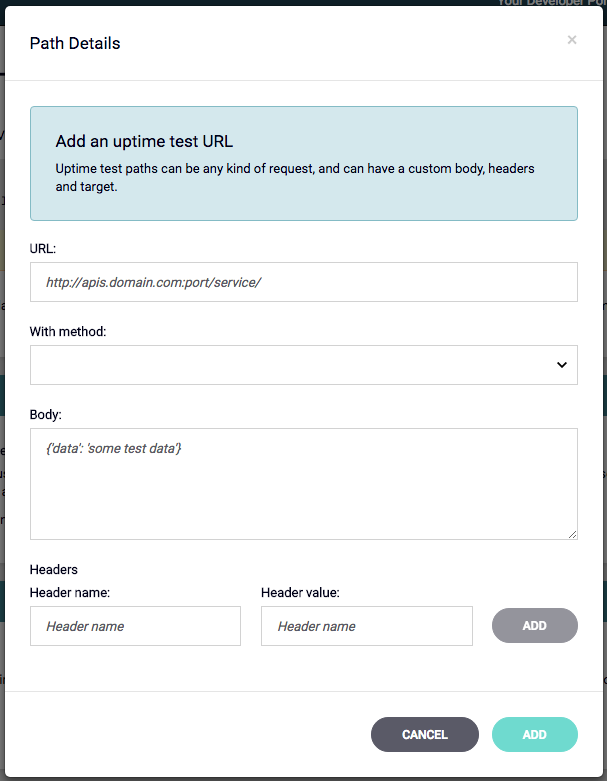 Your Developer Por
Path Details
×
Add an uptime test URL
Uptime test paths can be any kind of request, and can have a custom body, headers
and target.
URL:
http://apis.domain.com:port/service/
With method:
Body:
{'data': 'some test data'}
Headers
Header name: Header value:
Header name Header name ADD
CANCEL ADD